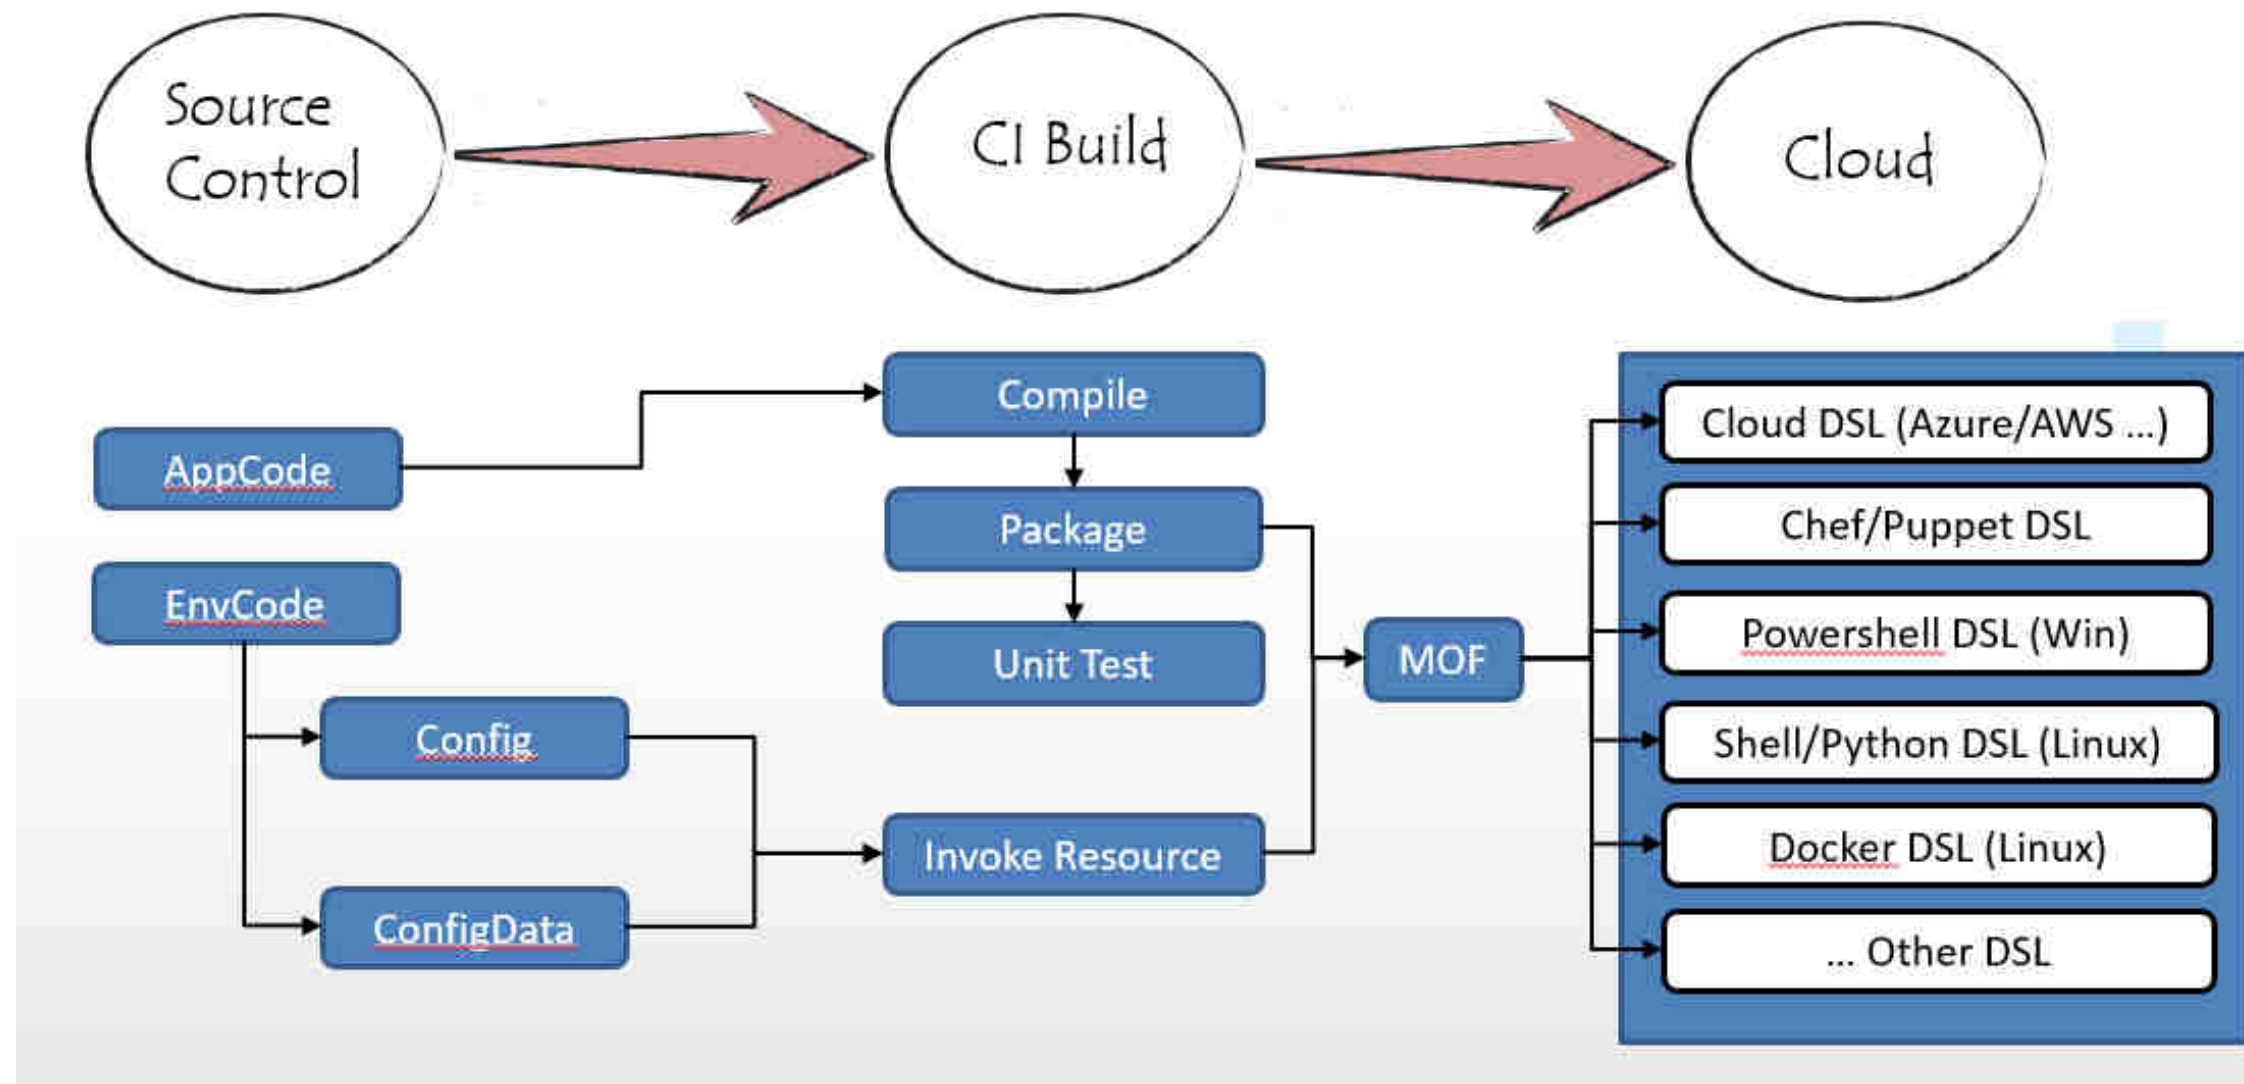 Source
Control
CI Build
Cloud
AppCode
EnvCode
Config
ConfigData
Compile
Package
Unit Test
Invoke Resource
MOF
Cloud DSL (Azure/AWS ...)
Chef/Puppet DSL
Powershell DSL (Win)
Shell/Python DSL (Linux)
Docker DSL (Linux)
... Other DSL